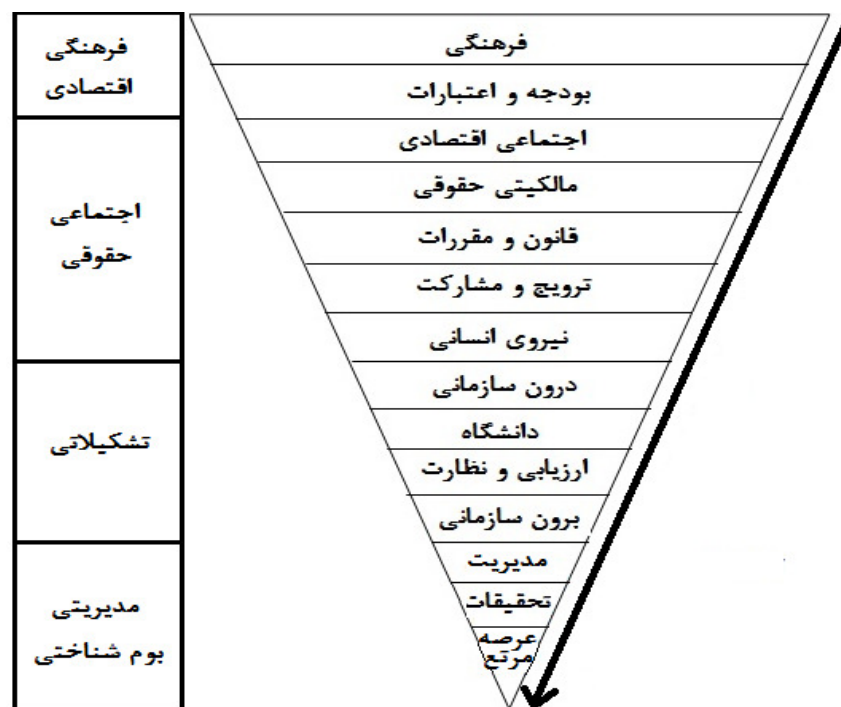 فرهنگی
اقتصادی
اجتماعی
حقوقی
تشکیلاتی
مدیریتی
بوم شناختی
فرهنگی
بودجه و اعتبارات
اجتماعی اقتصادی
مالکیتی حقوقی
قانون و مقررات
ترویج و مشارکت
نیروی انسانی
درون سازمانی
دانشگاه
ارزیابی و نظارت
برون سازمانی
مدیریت
تحقیقات
عرصه
مرتع